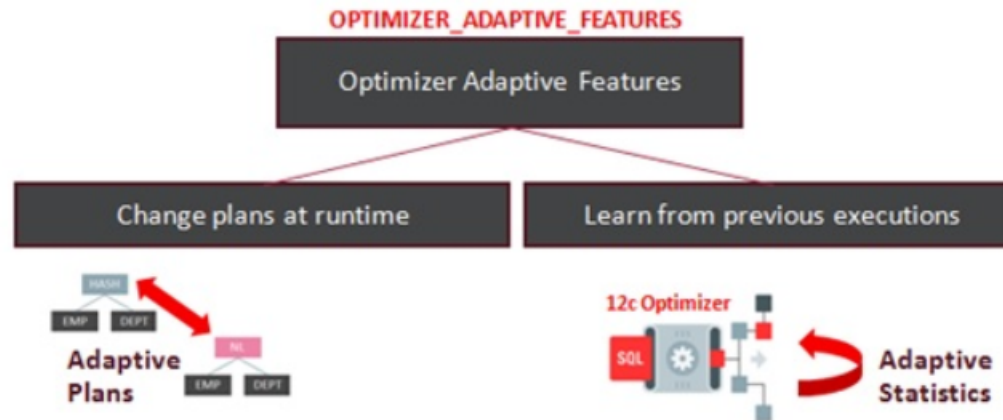 OPTIMIZER_ADAPTIVE_FEATURES
Optimizer Adaptive Features
Change plans at runtime
Learn from previous executions
HASH
EMP DEPT
NL
EMP DEPT
Adaptive
Plans
12c Optimizer
SQL
Adaptive
Statistics